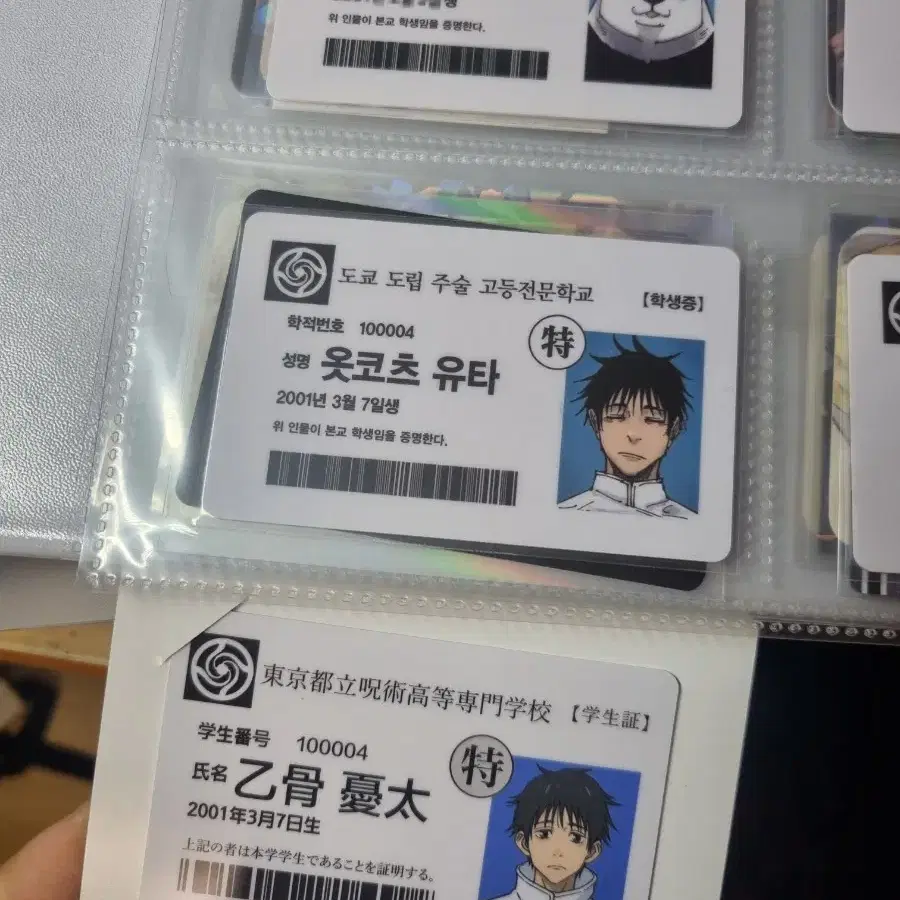 위 인물이 본교 학생임을 증명한다.
도쿄 도립 주술 고등전문학교 【학생증】
학적번호 100004
特
성명 옷코츠 유타
2001년 3월 7일생
위 인물이 본교 학생임을 증명한다.
東京都立呪術高等専門学校 【学生証】
学生番号 100004
特
氏名 乙骨 憂太
2001年3月7日生
上記の者は本学学生であることを証明する。